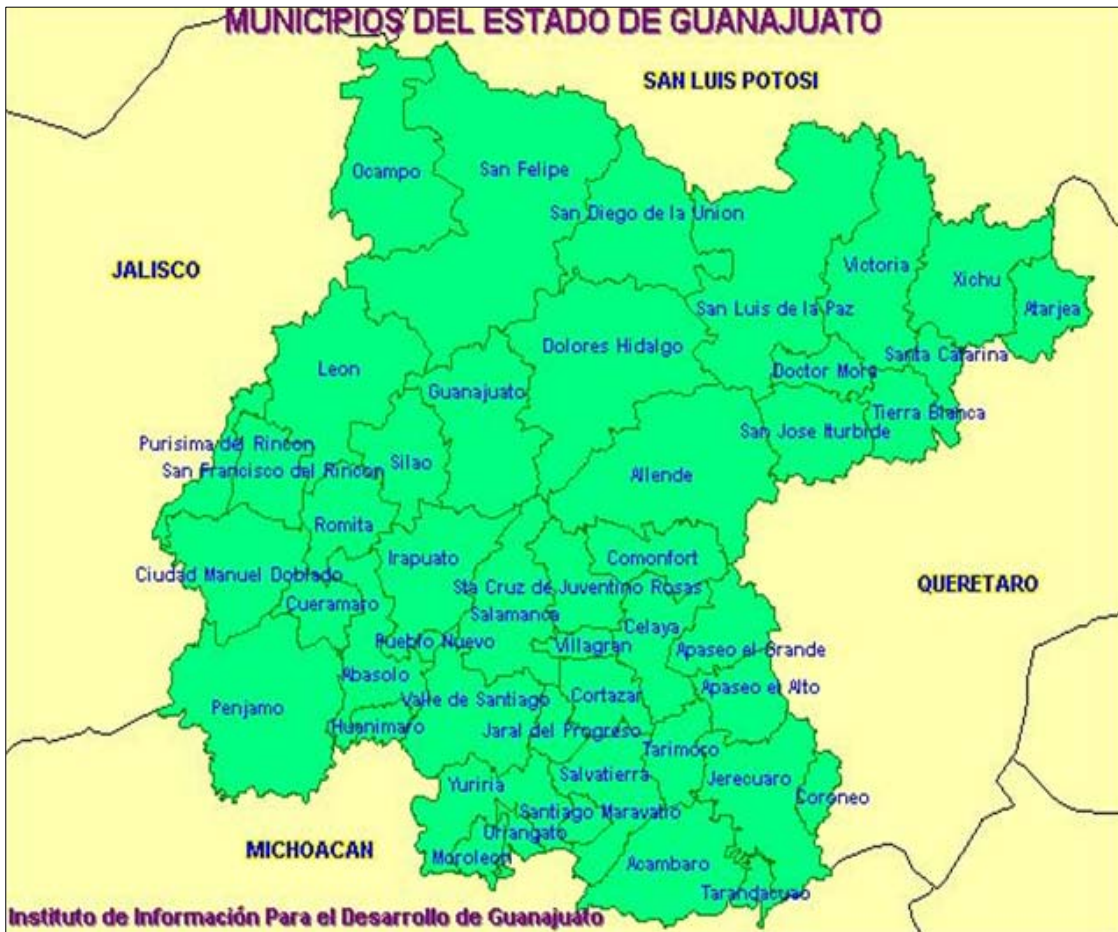 MUNICIPIOS DEL ESTADO DE GUANAJUATO
SAN LUIS POTOSI
Ocampo
San Felipe
San Diego de la Union
JALISCO
Victoria
Xichu
Atarjea
San Luis de la Paz
Dolores Hidalgo
Santa Catarina
Leon
Doctor Mora
Guanajuato
Tierra Blanca
San Jose Iturbide
Purisima del Rincon
San Francisco del Rincon
Silao
Allende
Romita
Irapuato
Comonfort
Ciudad Manuel Doblado
Sta Cruz de Juventino Rosas
QUERETARO
Cueramaro
Salamanca
Celaya
Pueblo Nuevo
Villagran
Apaseo el Grande
Abasolo
Apaseo el Alto
Valle de Santiago
Cortazar
Penjamo
Huanimaro
Jaral del Progreso
Tarimoro
Salvatierra
Jerecuaro
Yuriria
Coroneo
Santiago Maravatio
Uriangato
MICHOACAN
Moroleon
Acambaro
Tarandacuao
Instituto de Información Para el Desarrollo de Guanajuato